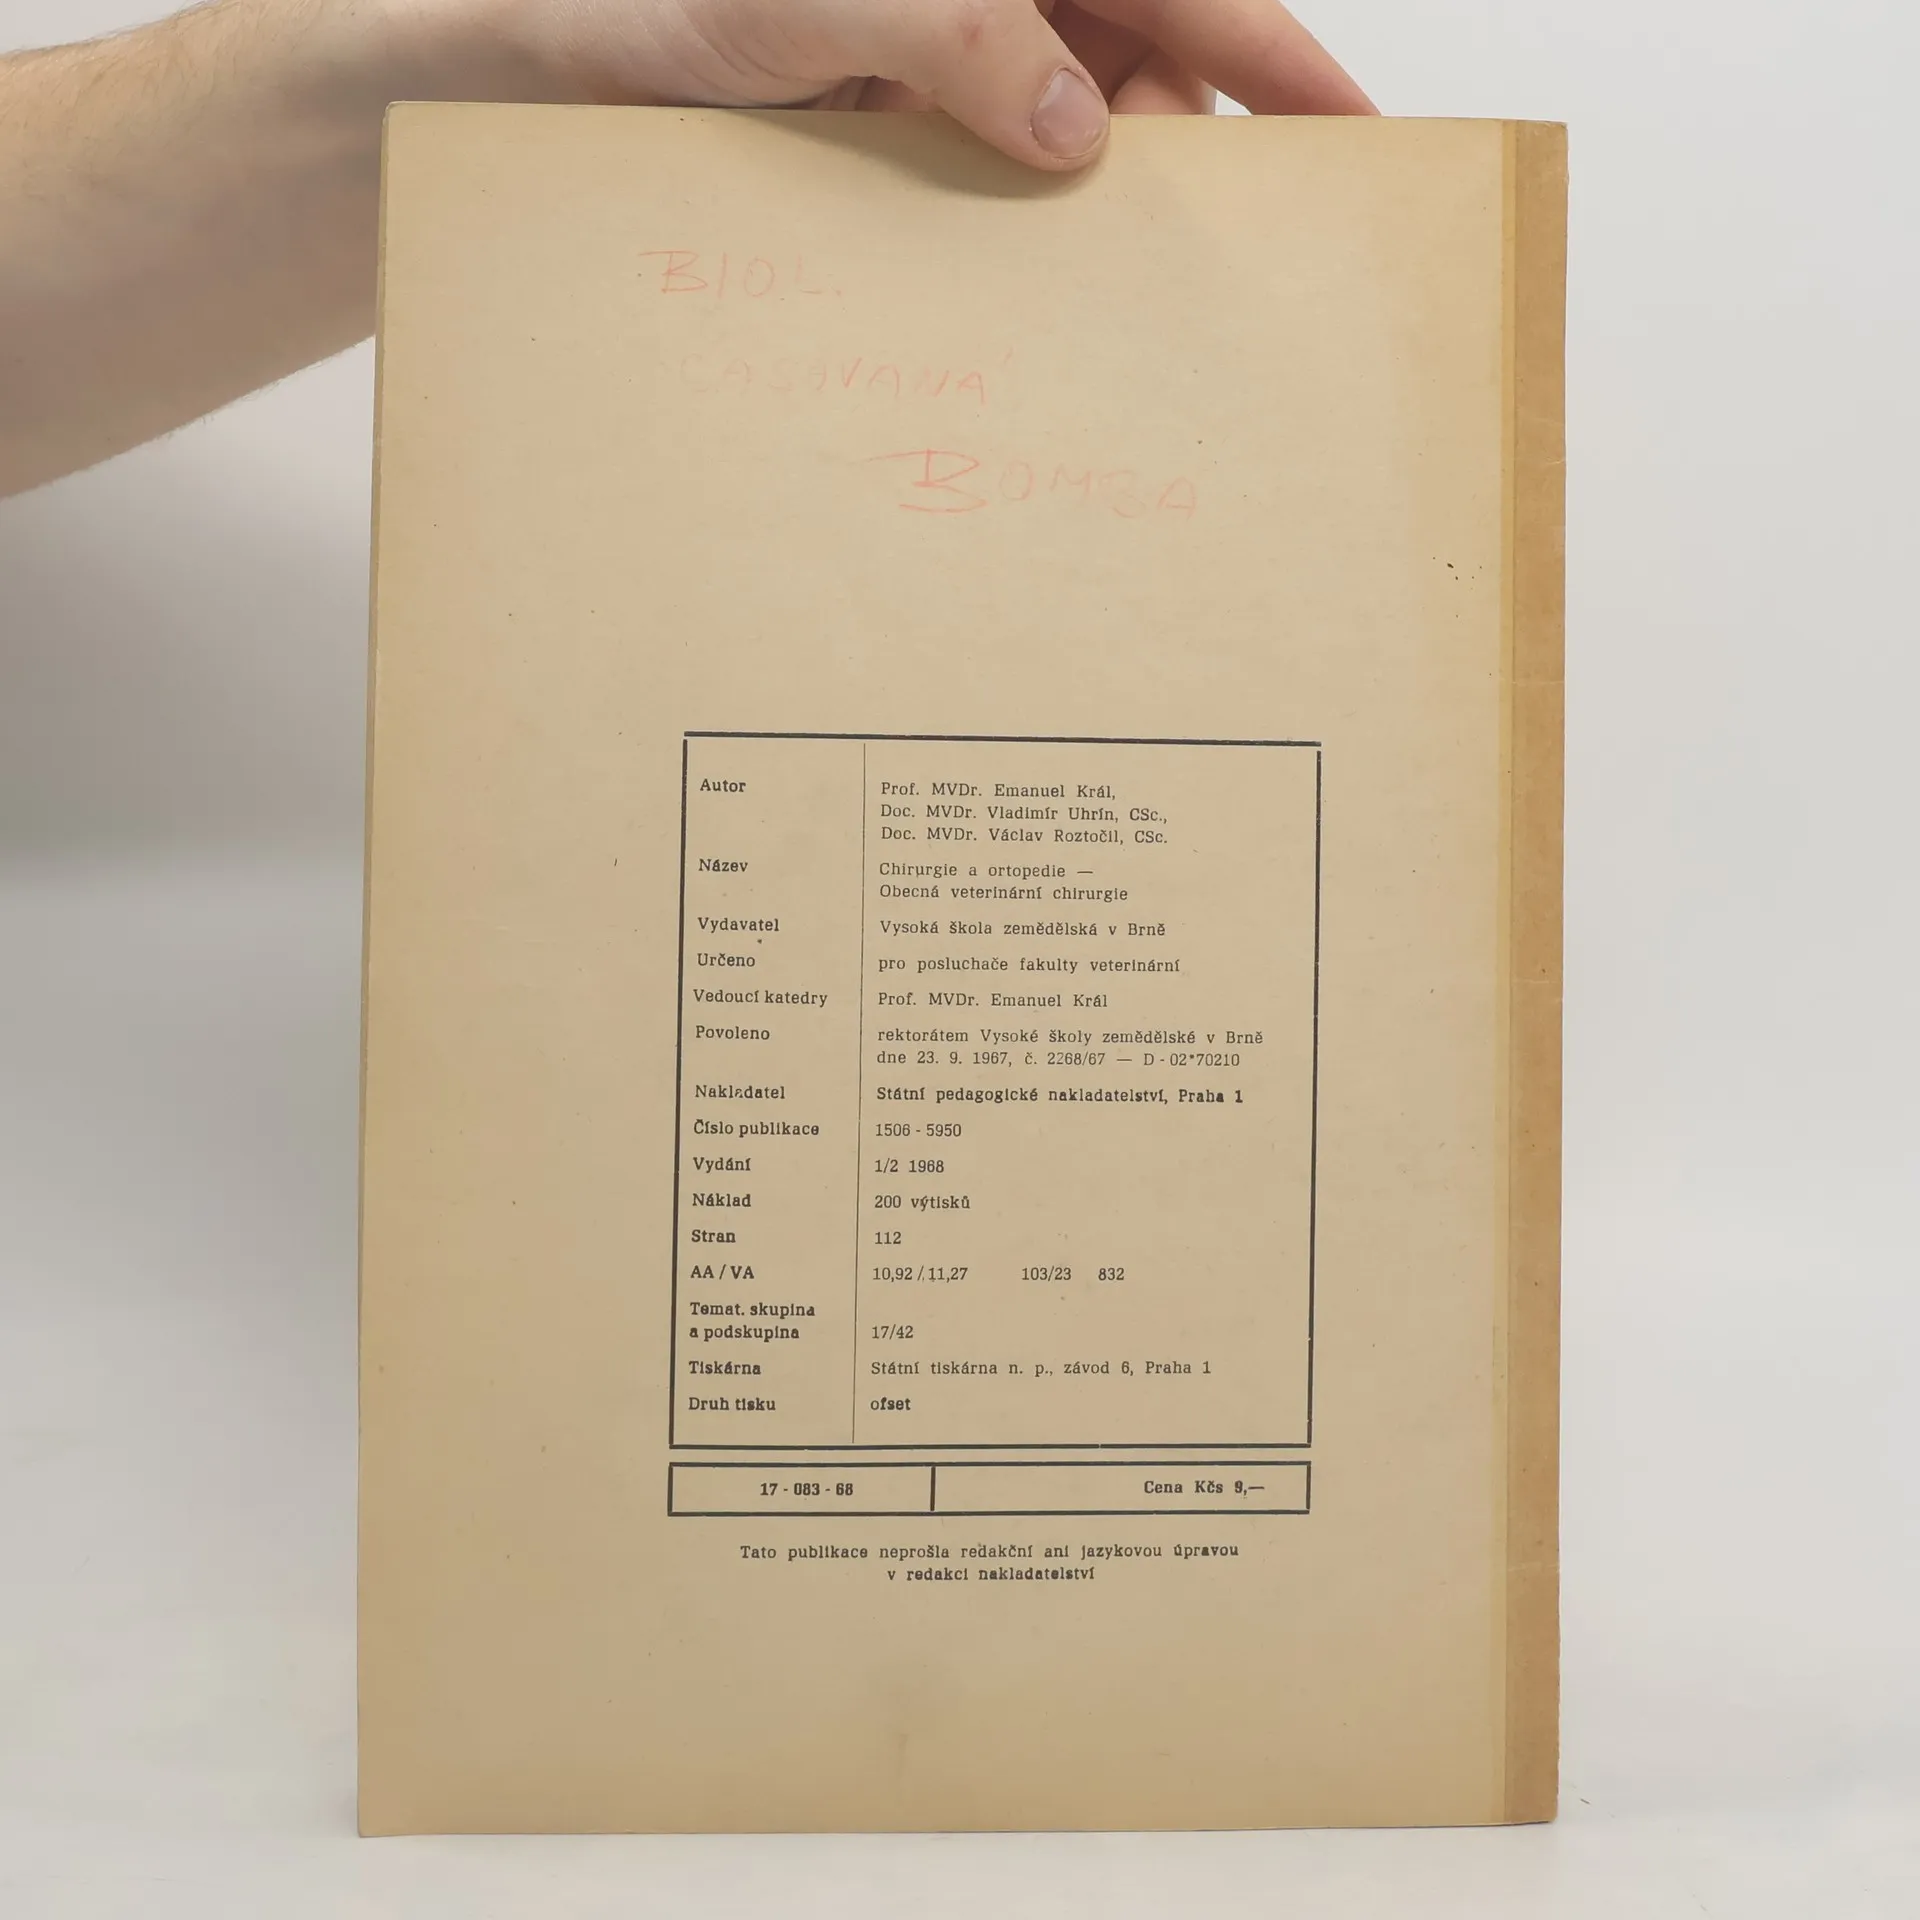 BIOL.
ČASOVANÁ
BOMBA
Autor Prof. MVDr. Emanuel Král,
Doc. MVDr. Vladimír Uhrín, CSc.,
Doc. MVDr. Václav Roztočil, CSc.
Název Chirurgie a ortopedie —
Obecná veterinární chirurgie
Vydavatel Vysoká škola zemědělská v Brně
Určeno pro posluchače fakulty veterinární
Vedoucí katedry Prof. MVDr. Emanuel Král
Povoleno rektorátem Vysoké školy zemědělské v Brně
dne 23. 9. 1967, č. 2268/67 — D - 02*70210
Nakladatel Státní pedagogické nakladatelství, Praha 1
Číslo publikace 1506 - 5950
Vydání 1/2 1968
Náklad 200 výtisků
Stran 112
AA / VA 10,92 / 11,27 103/23 832
Temat. skupina
a podskupina 17/42
Tiskárna Státní tiskárna n. p., závod 6, Praha 1
Druh tisku ofset
17 - 083 - 68 Cena Kčs 9,—
Tato publikace neprošla redakční ani jazykovou úpravou
v redakci nakladatelství